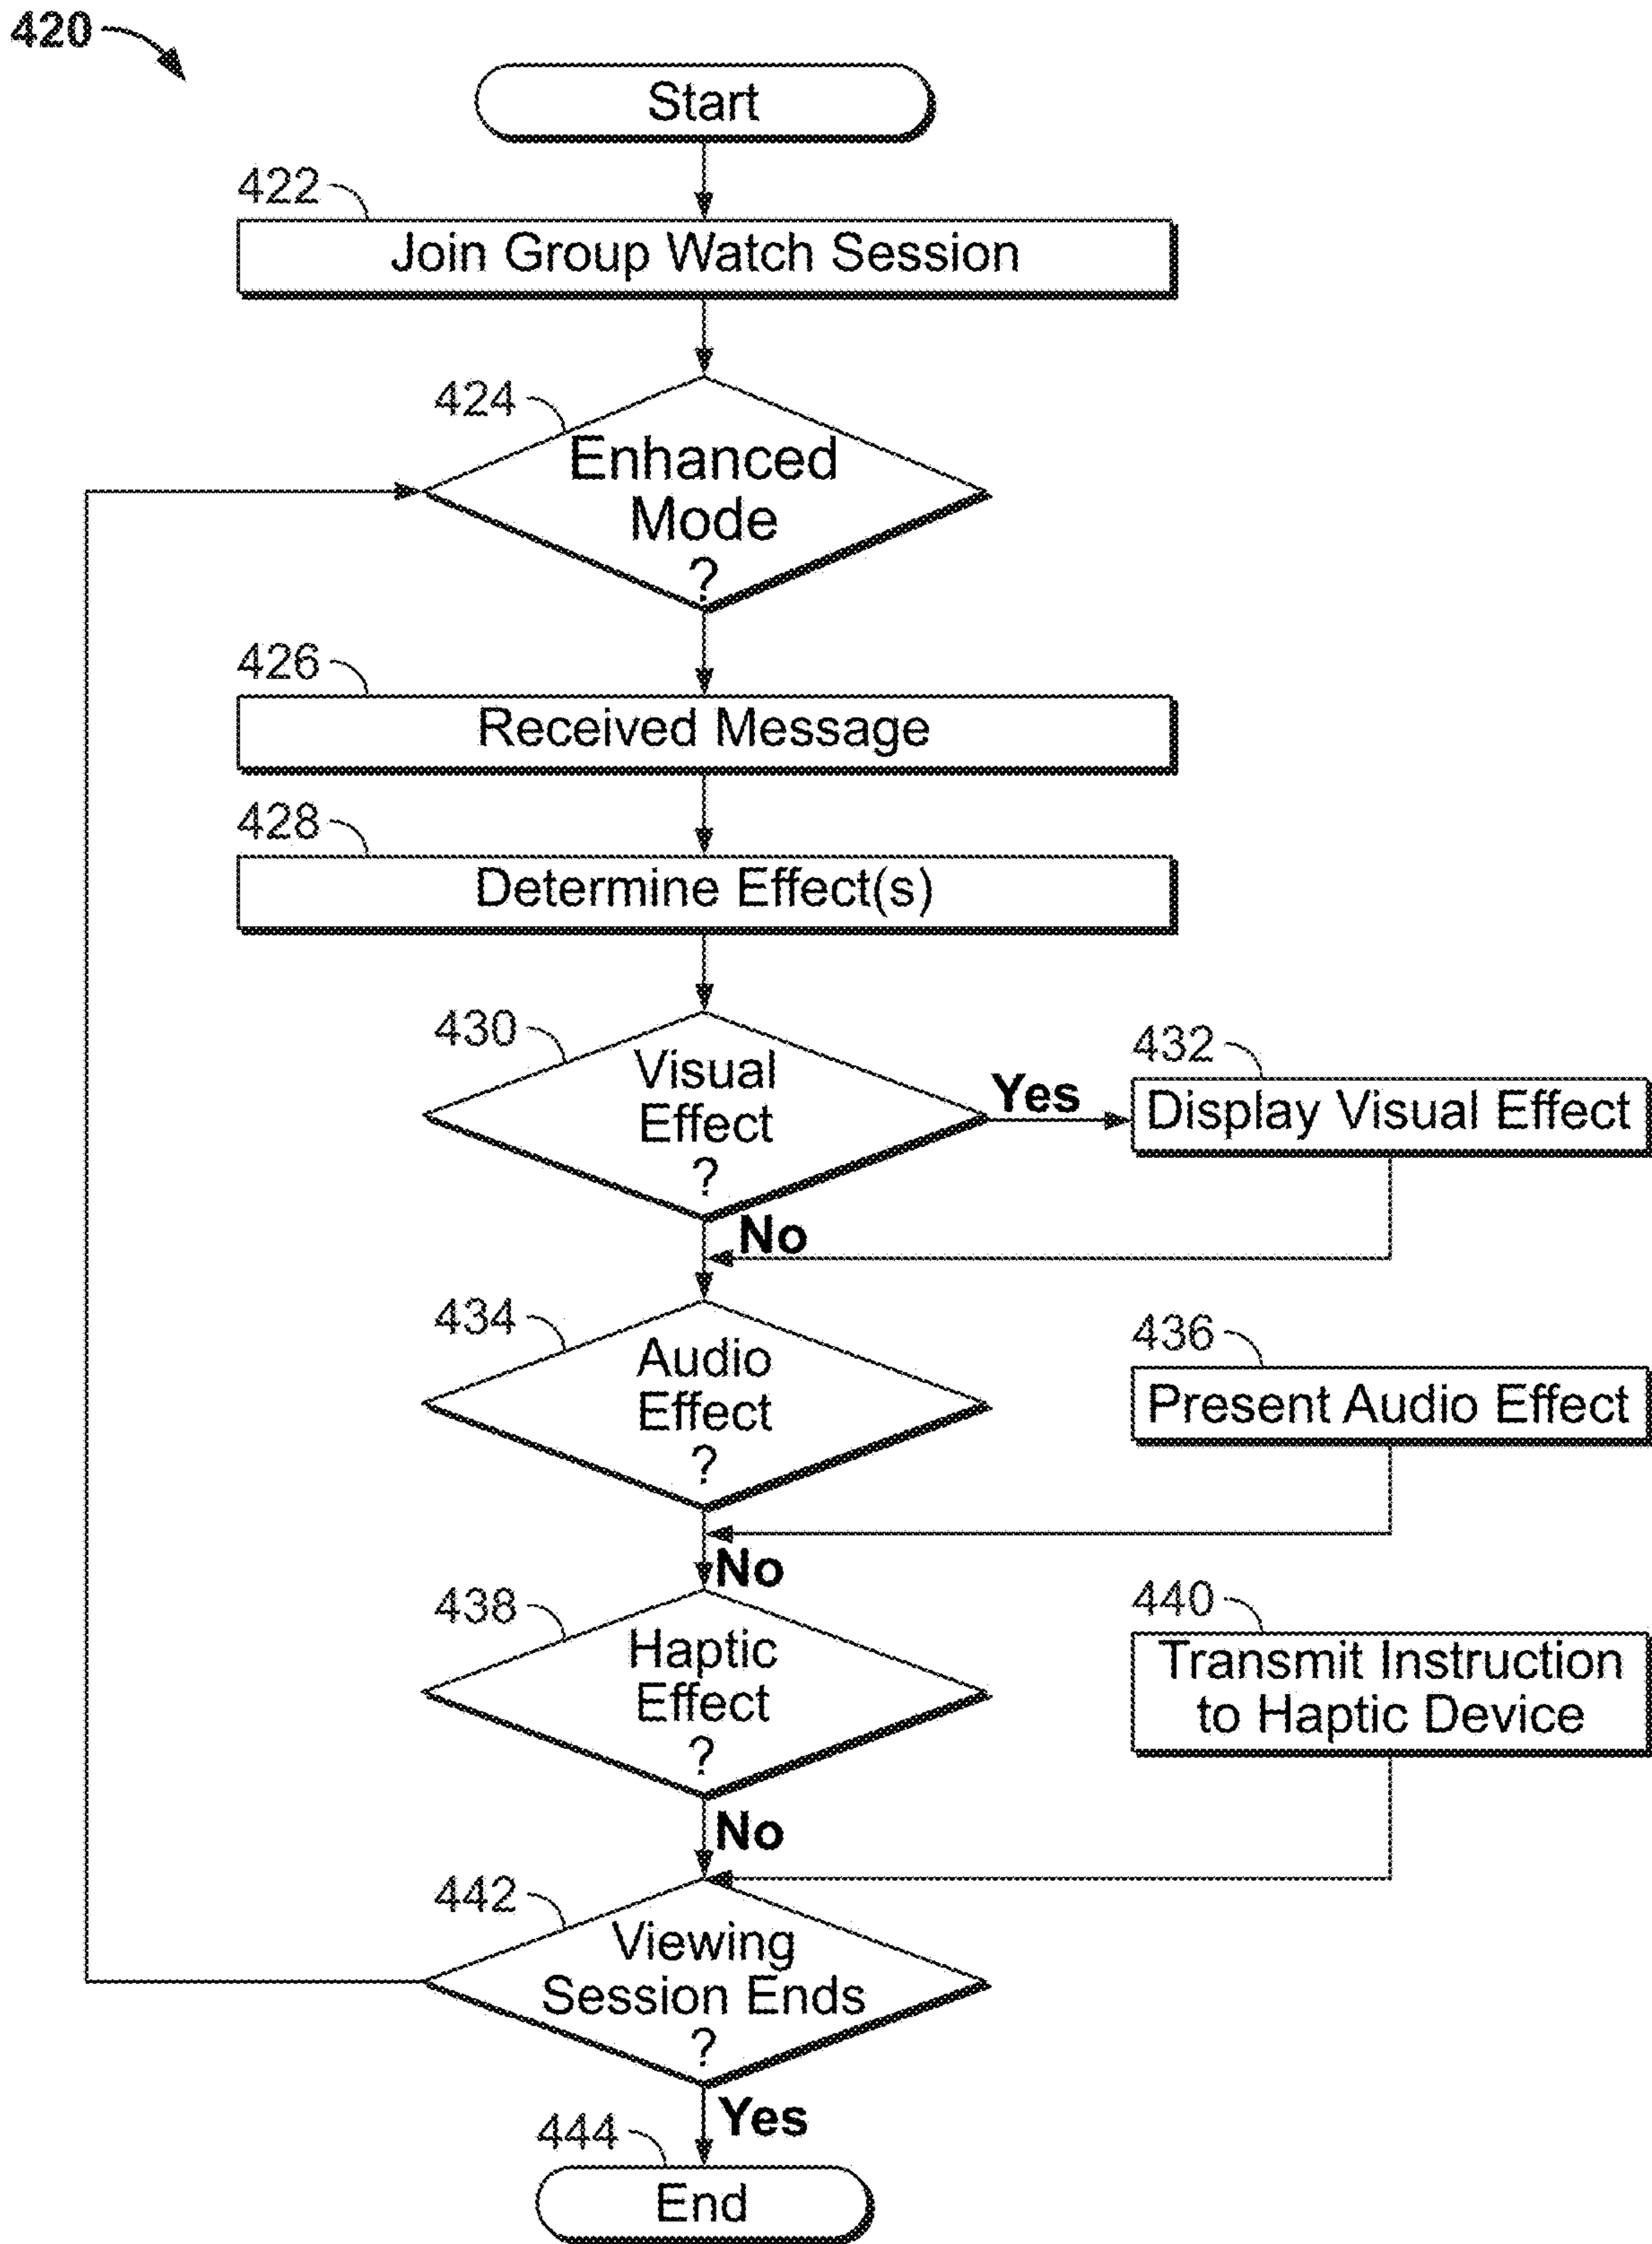 420
Start
422
Join Group Watch Session
424
Enhanced
Mode
?
426
Received Message
428
Determine Effect(s)
430
Visual
Effect
?
Yes
432
Display Visual Effect
No
434
Audio
Effect
?
436
Present Audio Effect
No
438
Haptic
Effect
?
440
Transmit Instruction
to Haptic Device
No
442
Viewing
Session Ends
?
Yes
444
End